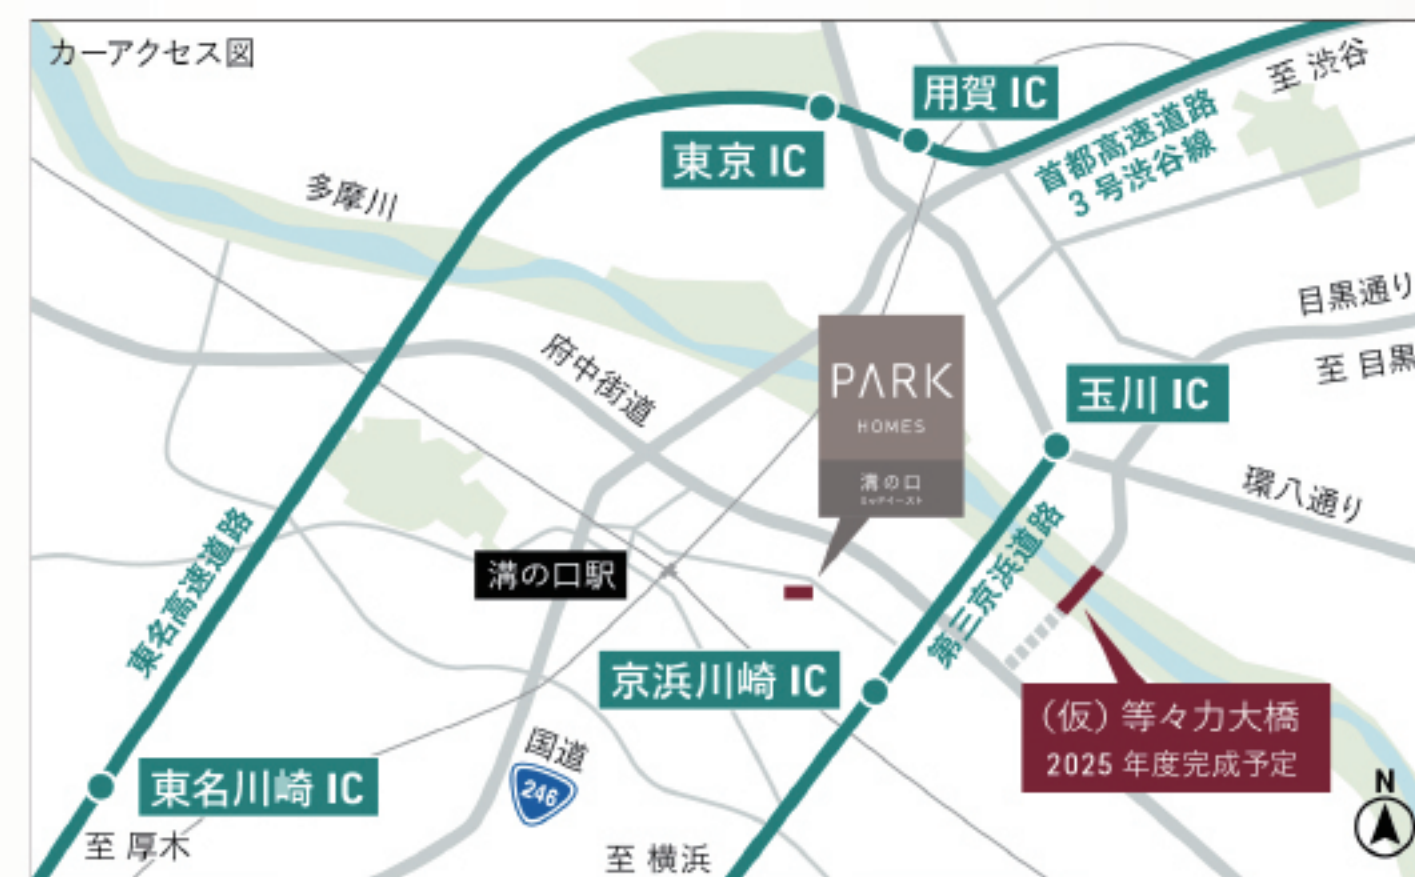 カーアクセス図
用賀 IC
至 渋谷
東京 IC
首都高速道路
3 号渋谷線
多摩川
目黒通り
至 目黒
府中街道
PARK
HOMES
溝の口
玉川 IC
環八通り
東名高速道路
溝の口駅
第三京浜道路
京浜川崎 IC
(仮) 等々力大橋
2025 年度完成予定
国道
246
東名川崎 IC
至 厚木
至 横浜
N